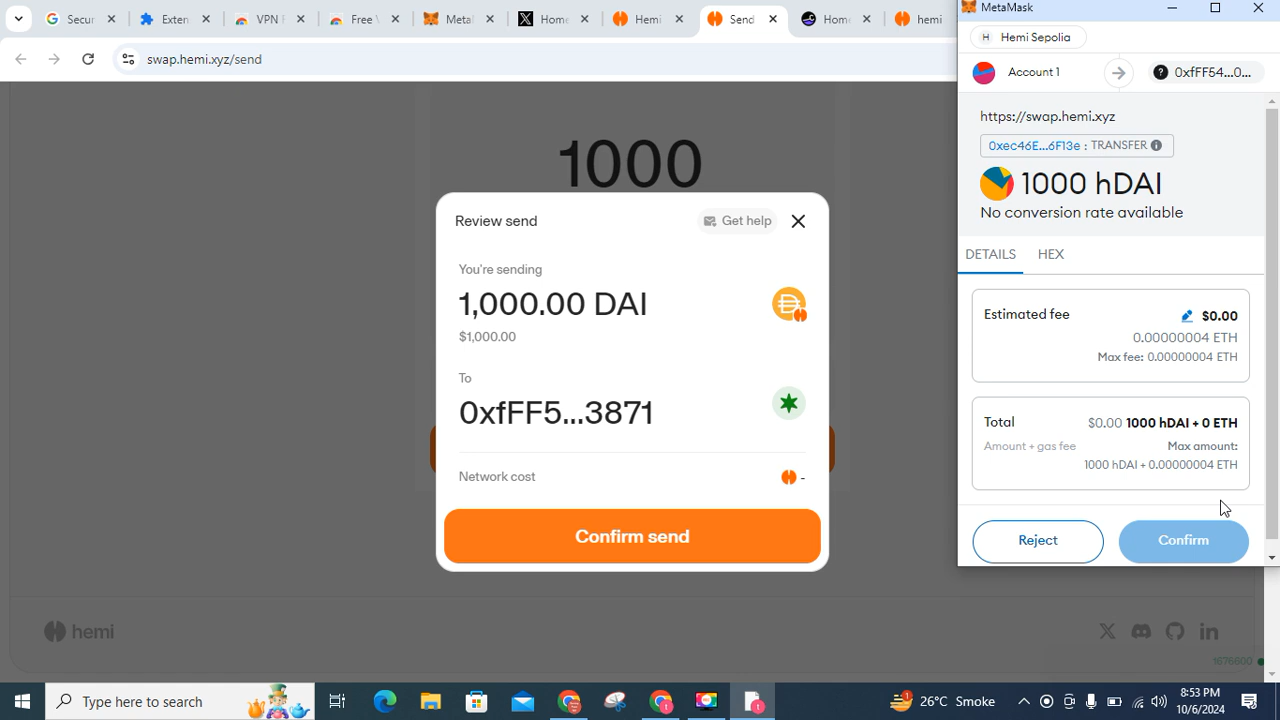 Secur
Exten
VPN F
Free V
Metal
Home
Hemi
Send
Home
hemi
swap.hemi.xyz/send
MetaMask
H Hemi Sepolia
Account 1
? 0xfFF54...0...
https://swap.hemi.xyz
0xec46E...6F13e : TRANSFER
1000 hDAI
No conversion rate available
DETAILS HEX
Estimated fee $0.00
0.00000004 ETH
Max fee: 0.00000004 ETH
Total $0.00 1000 hDAI + 0 ETH
Amount + gas fee Max amount:
1000 hDAI + 0.00000004 ETH
Reject Confirm
1000
Review send Get help
You're sending
1,000.00 DAI
$1,000.00
To
0xfFF5...3871
Network cost -
Confirm send
hemi
1676600
Type here to search
1 26°C Smoke
8:53 PM
10/6/2024